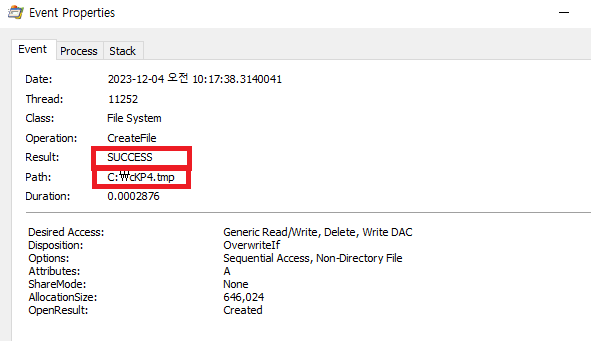 Event Properties
Event Process Stack
Date: 2023-12-04 오전 10:17:38.3140041
Thread: 11252
Class: File System
Operation: CreateFile
Result: SUCCESS
Path: C:₩cKP4.tmp
Duration: 0.0002876
Desired Access: Generic Read/Write, Delete, Write DAC
Disposition: OverwriteIf
Options: Sequential Access, Non-Directory File
Attributes: A
ShareMode: None
AllocationSize: 646,024
OpenResult: Created